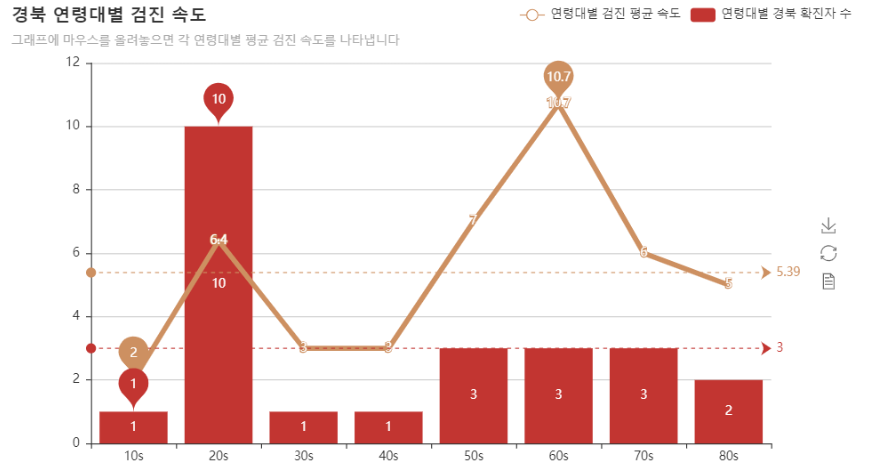 경북 연령대별 검진 속도
연령대별 검진 평균 속도
연령대별 경북 확진자 수
그래프에 마우스를 올려놓으면 각 연령대별 평균 검진 속도를 나타냅니다
12
10
8
6
4
2
0
2
1
1
10
6.4
10
3
1
3
1
7
3
10.7
10.7
3
6
3
5
2
5.39
3
10s
20s
30s
40s
50s
60s
70s
80s